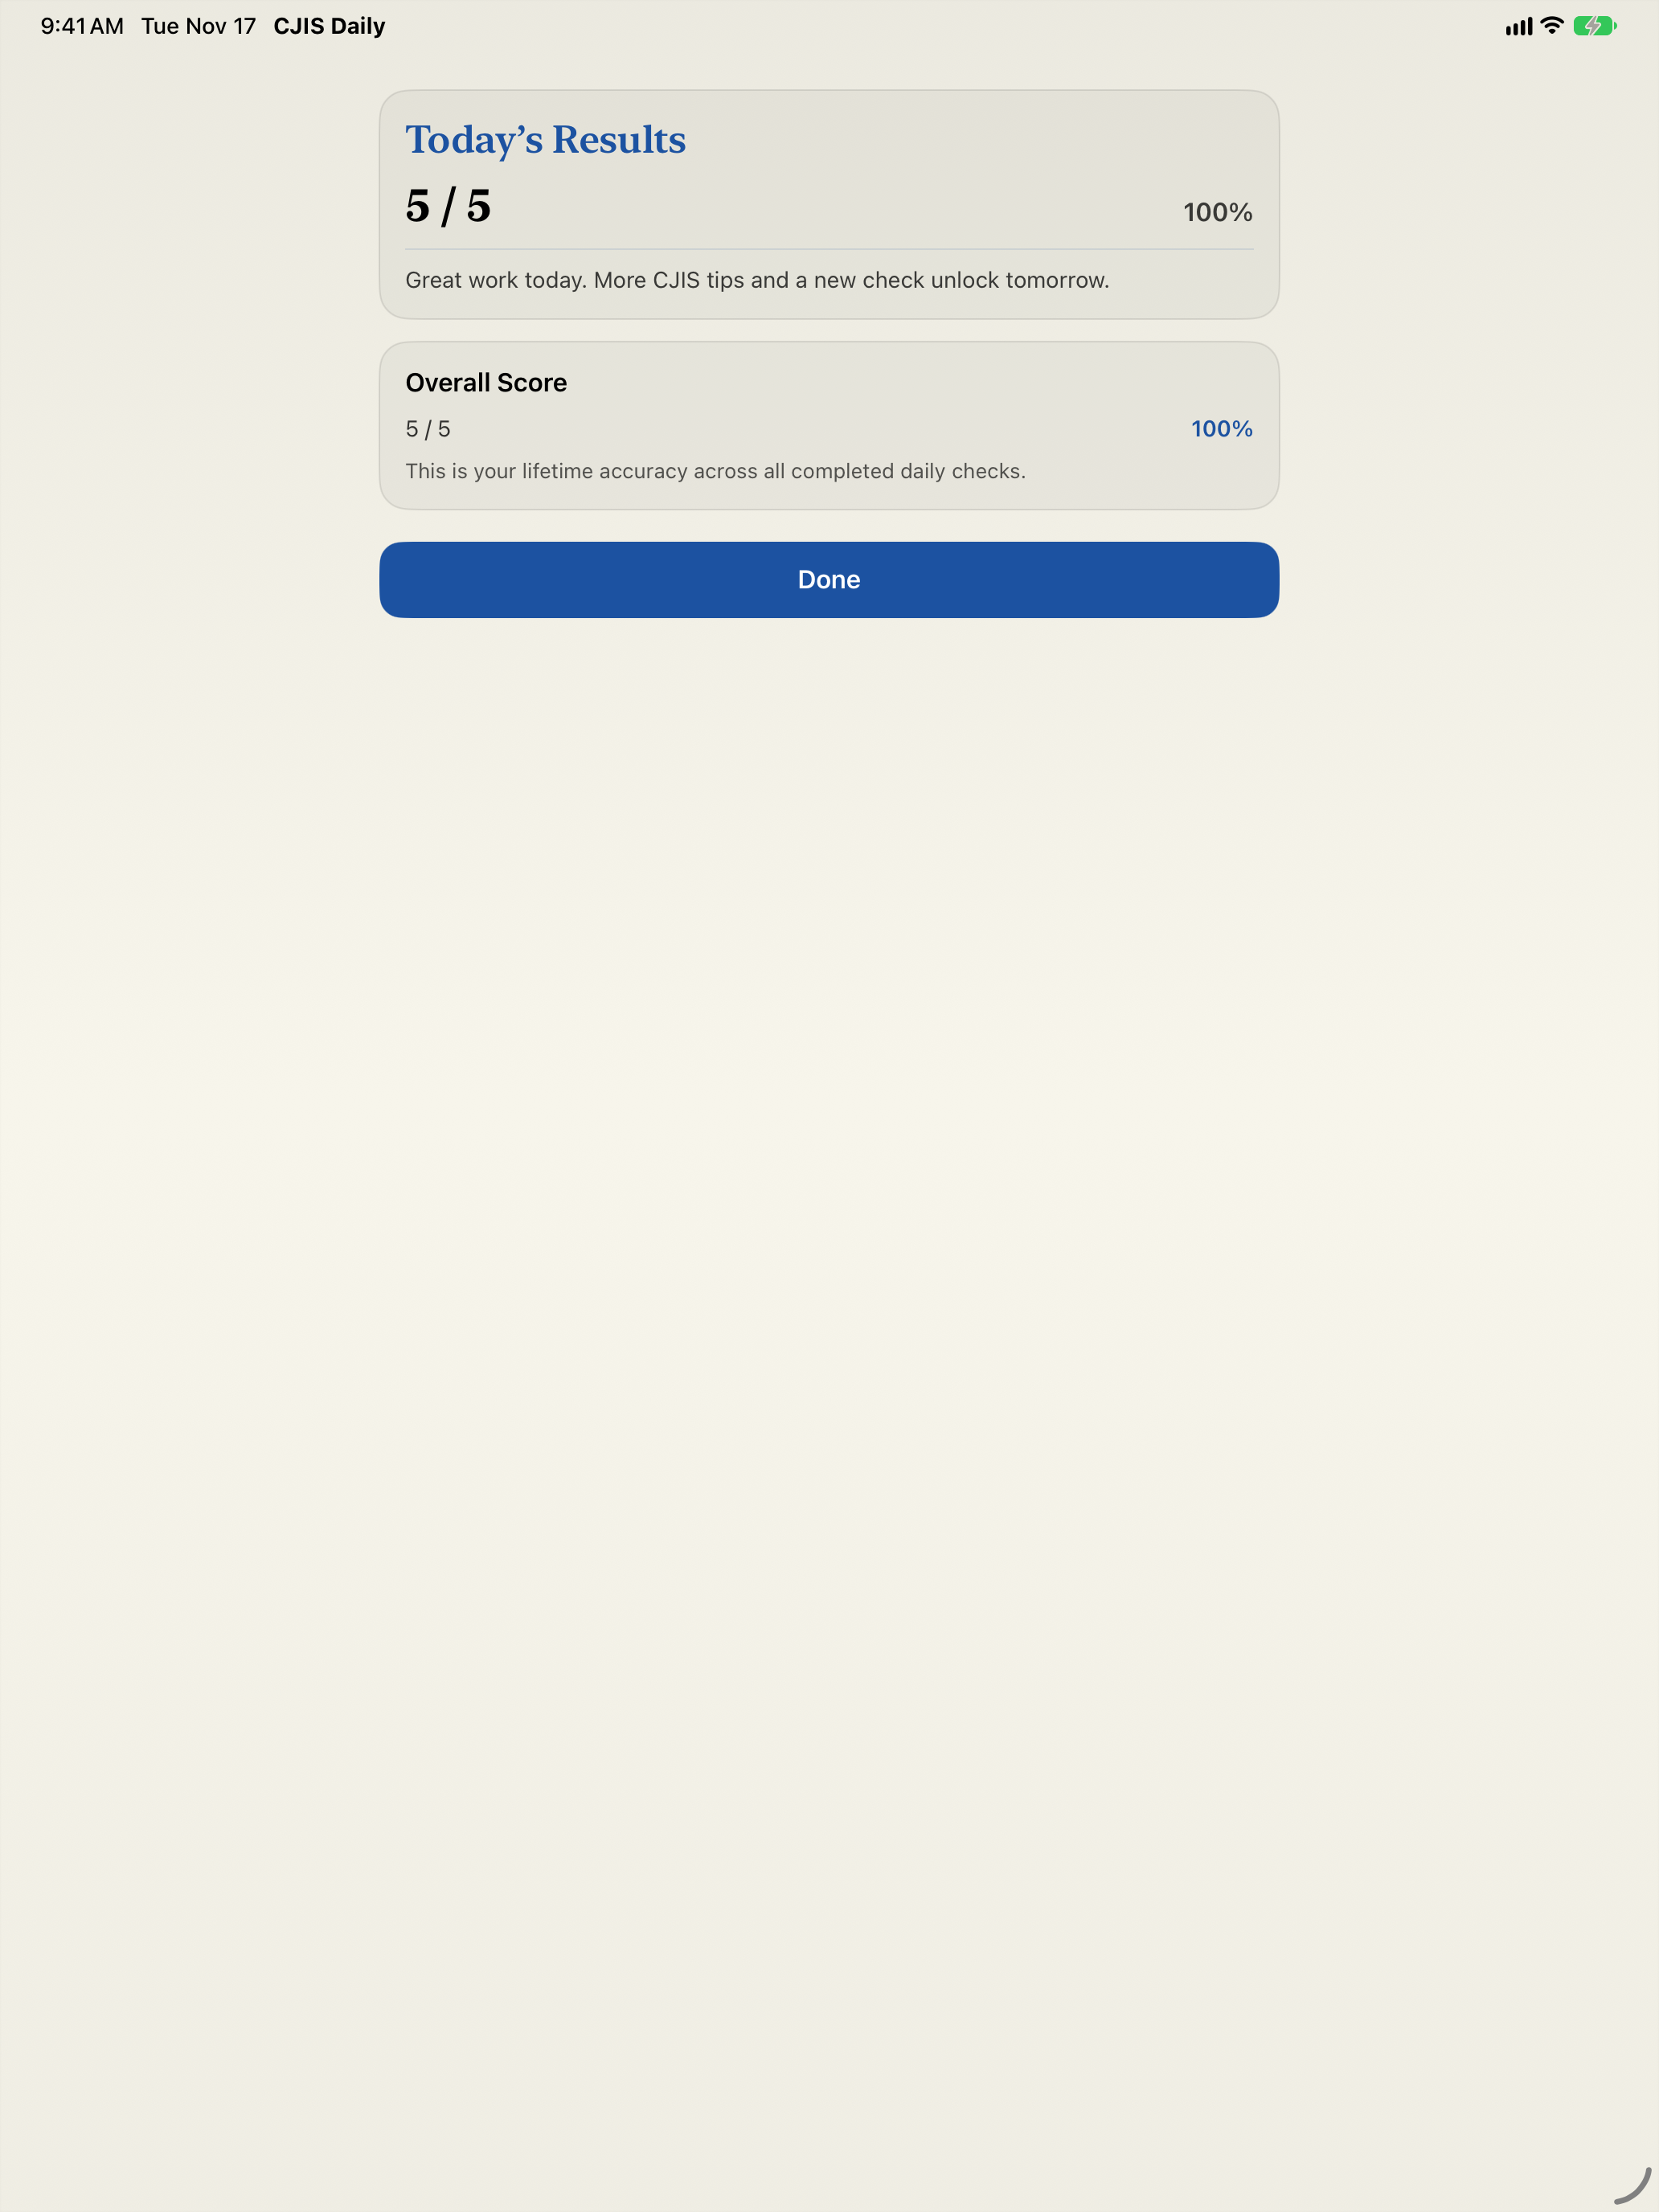 9:41 AM Tue Nov 17 CJIS Daily
Today’s Results
5 / 5 100%
Great work today. More CJIS tips and a new check unlock tomorrow.
Overall Score
5 / 5 100%
This is your lifetime accuracy across all completed daily checks.
Done